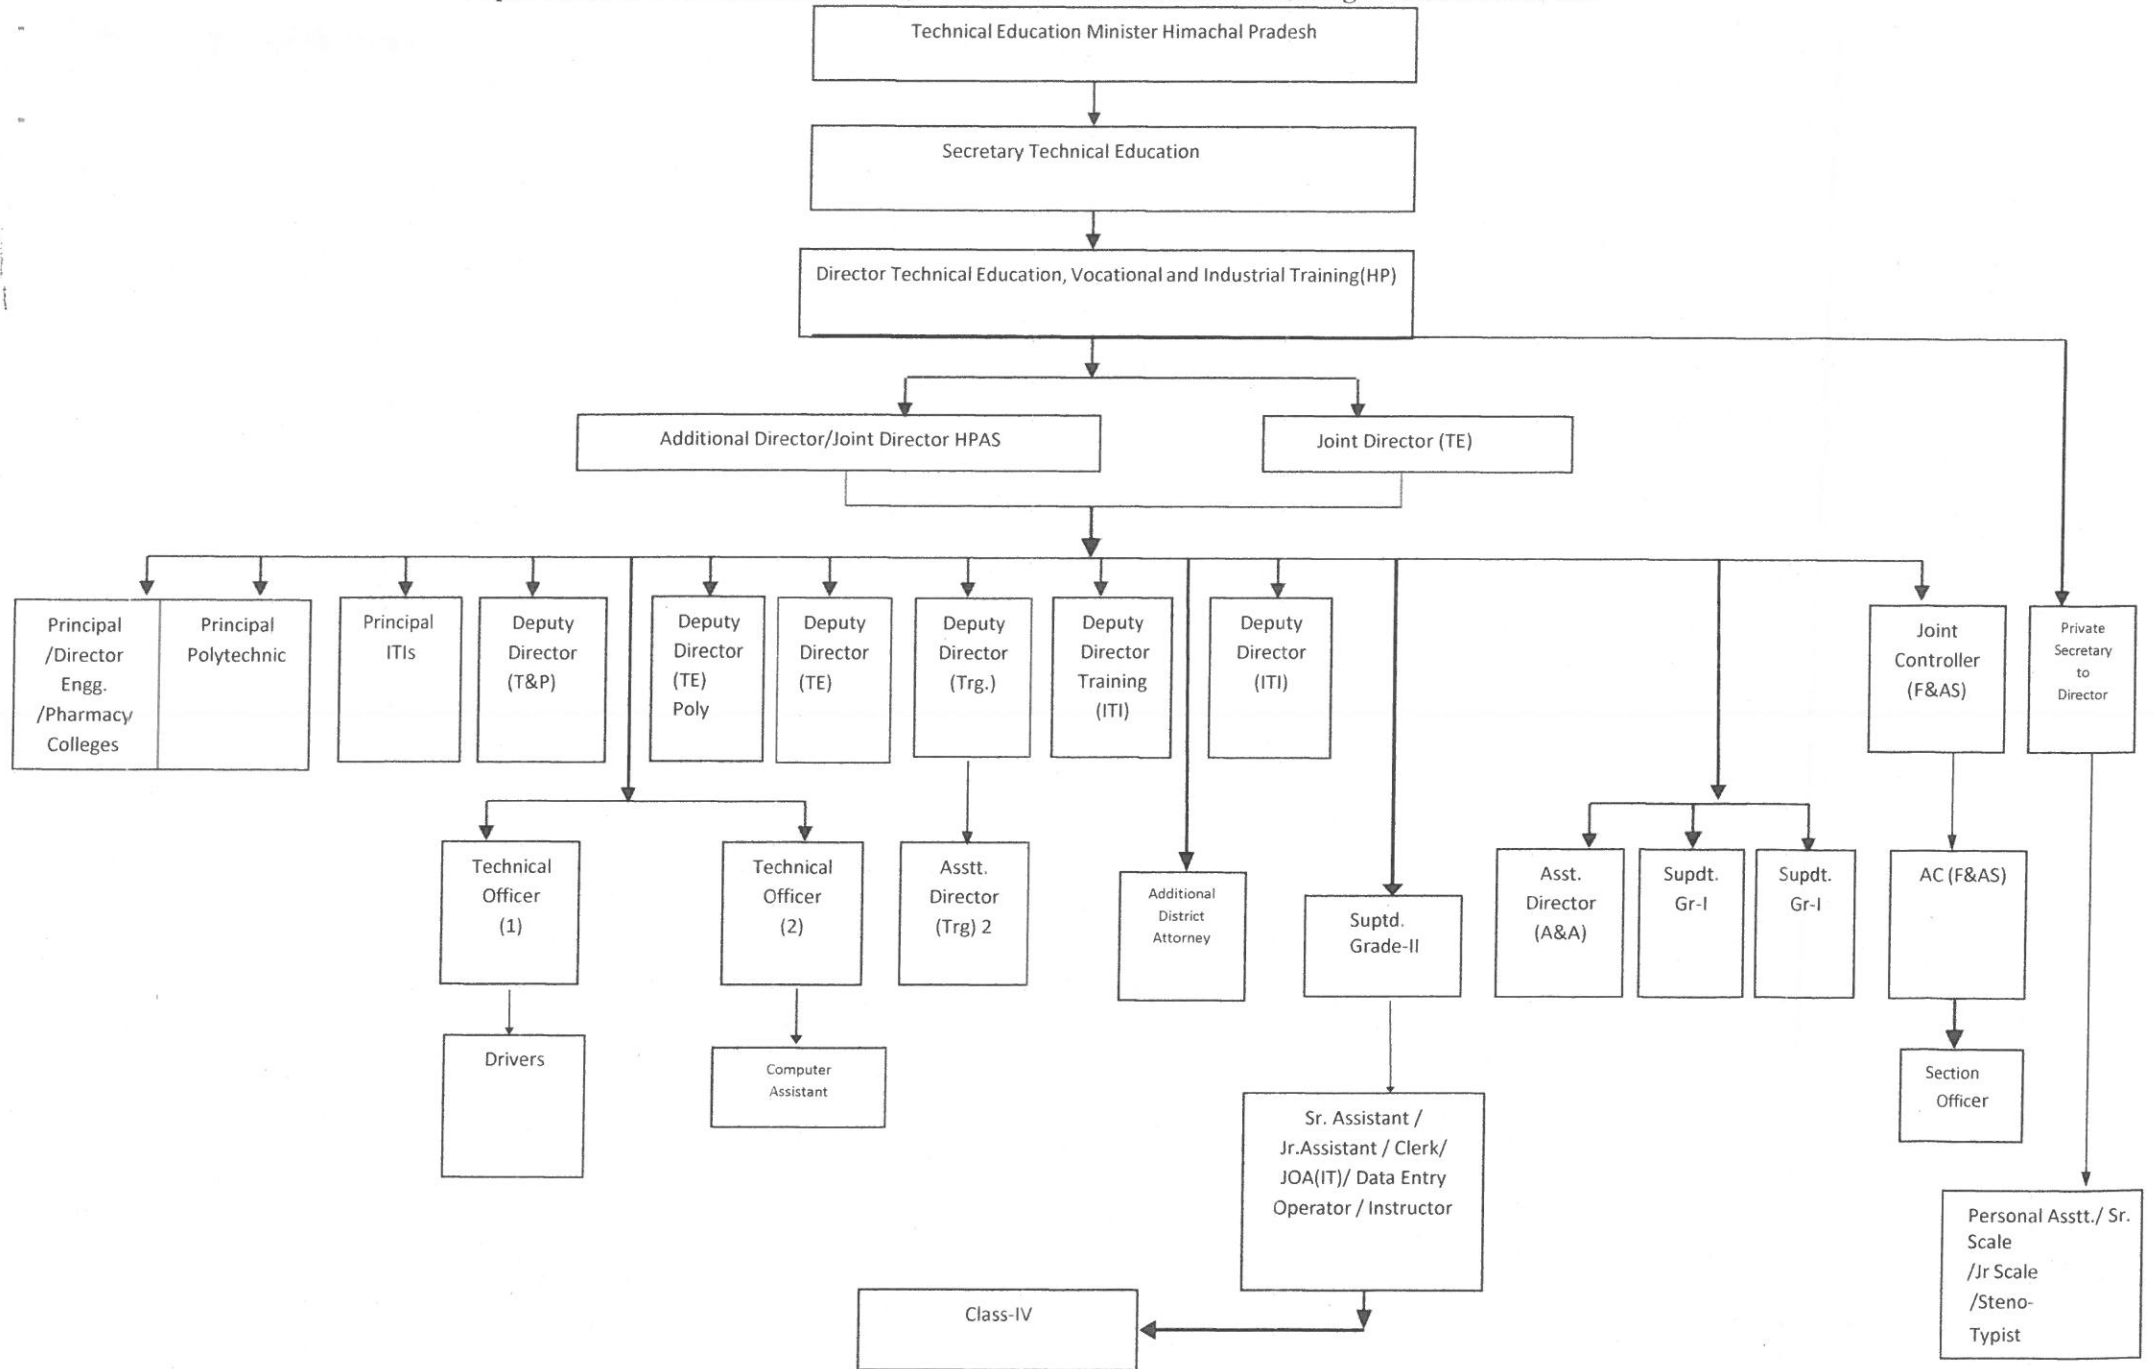 Technical Education Minister Himachal Pradesh
Secretary Technical Education
Director Technical Education, Vocational and Industrial Training(HP)
Additional Director/Joint Director HPAS
Joint Director (TE)
Principal
/Director
Engg.
/Pharmacy
Colleges
Principal
Polytechnic
Principal
ITIs
Deputy
Director
(T&P)
Deputy
Director
(TE)
Poly
Deputy
Director
(TE)
Deputy
Director
(Trg.)
Deputy
Director
Training
(ITI)
Deputy
Director
(ITI)
Joint
Controller
(F&AS)
Private
Secretary
to
Director
Technical
Officer
(1)
Technical
Officer
(2)
Asstt.
Director
(Trg) 2
Additional
District
Attorney
Suptd.
Grade-II
Asst.
Director
(A&A)
Supdt.
Gr-I
Supdt.
Gr-I
AC (F&AS)
Drivers
Computer
Assistant
Section
Officer
Sr. Assistant /
Jr.Assistant / Clerk/
JOA(IT)/ Data Entry
Operator / Instructor
Personal Asstt./ Sr.
Scale
/Jr Scale
/Steno-
Typist
Class-IV